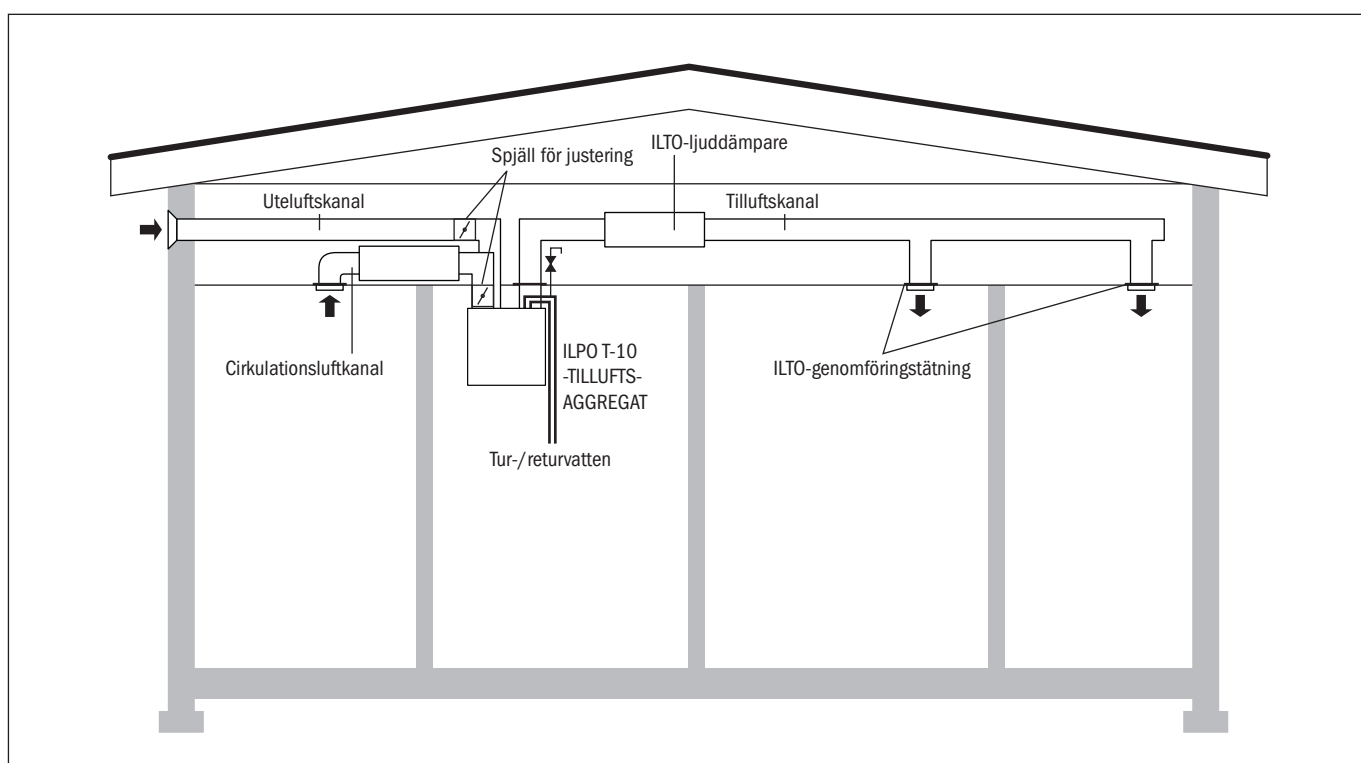 Spjäll för justering
ILTO-ljuddämpare
Uteluftskanal
Tilluftskanal
Cirkulationsluftkanal
ILPO T-10
-TILLUFTS-
AGGREGAT
ILTO-genomföringstätning
Tur-/returvatten